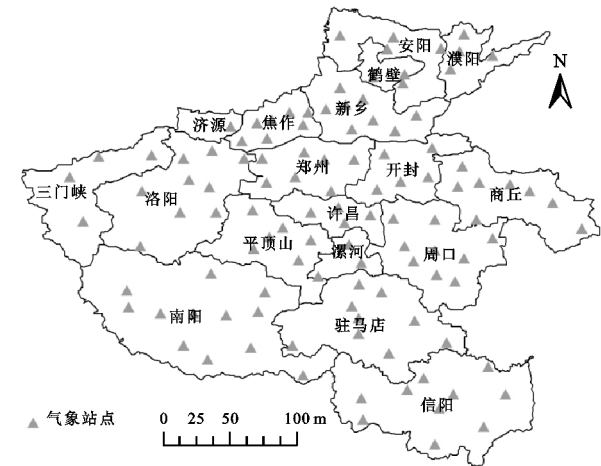 安阳
濮阳
鹤壁
N
新乡
济源
焦作
郑州
开封
三门峡
洛阳
商丘
许昌
平顶山
漯河
周口
南阳
驻马店
信阳
气象站点
0 25 50 100 m